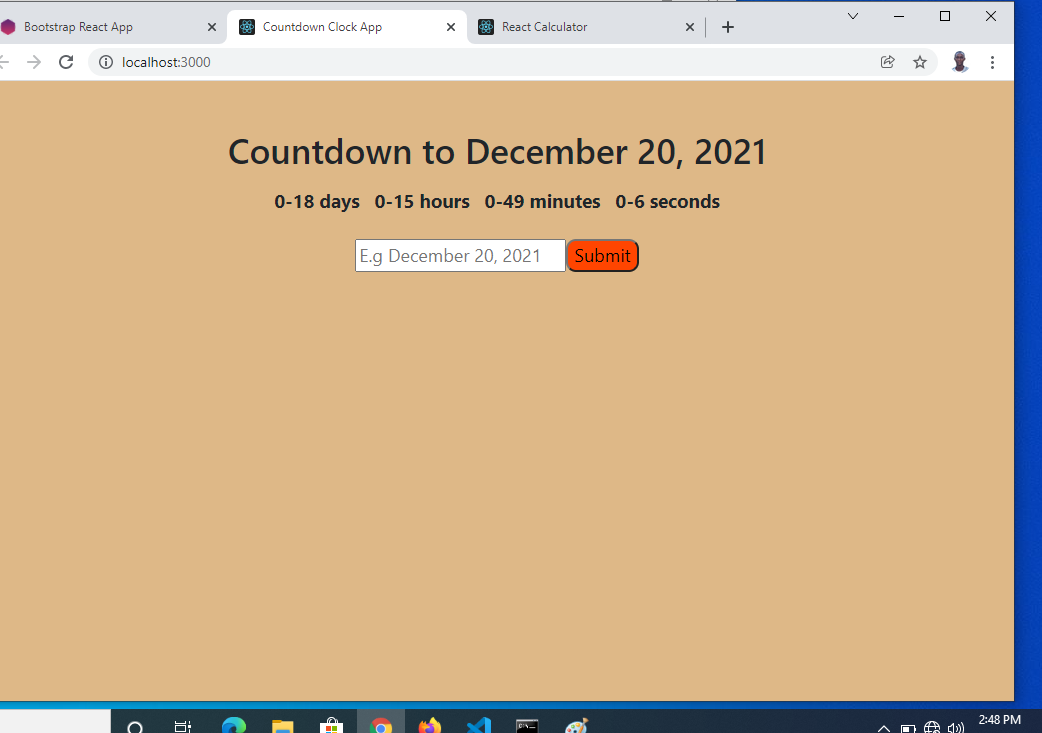 Bootstrap React App
Countdown Clock App
React Calculator
localhost:3000
Countdown to December 20, 2021
0-18 days 0-15 hours 0-49 minutes 0-6 seconds
E.g December 20, 2021 Submit
2:48 PM